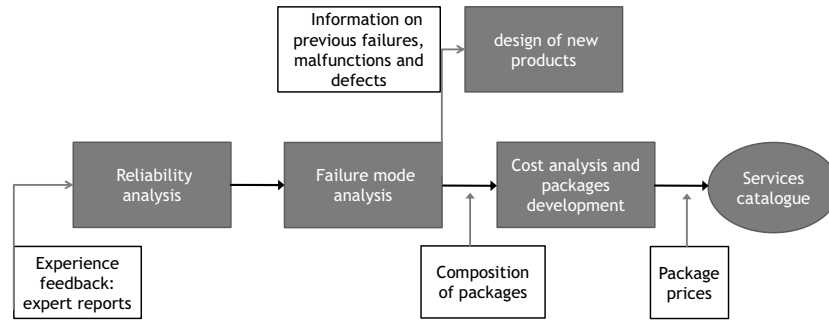 Information on
previous failures,
malfunctions and
defects
design of new
products
Reliability
analysis
Failure mode
analysis
Cost analysis and
packages
development
Services
catalogue
Experience
feedback:
expert reports
Composition
of packages
Package
prices